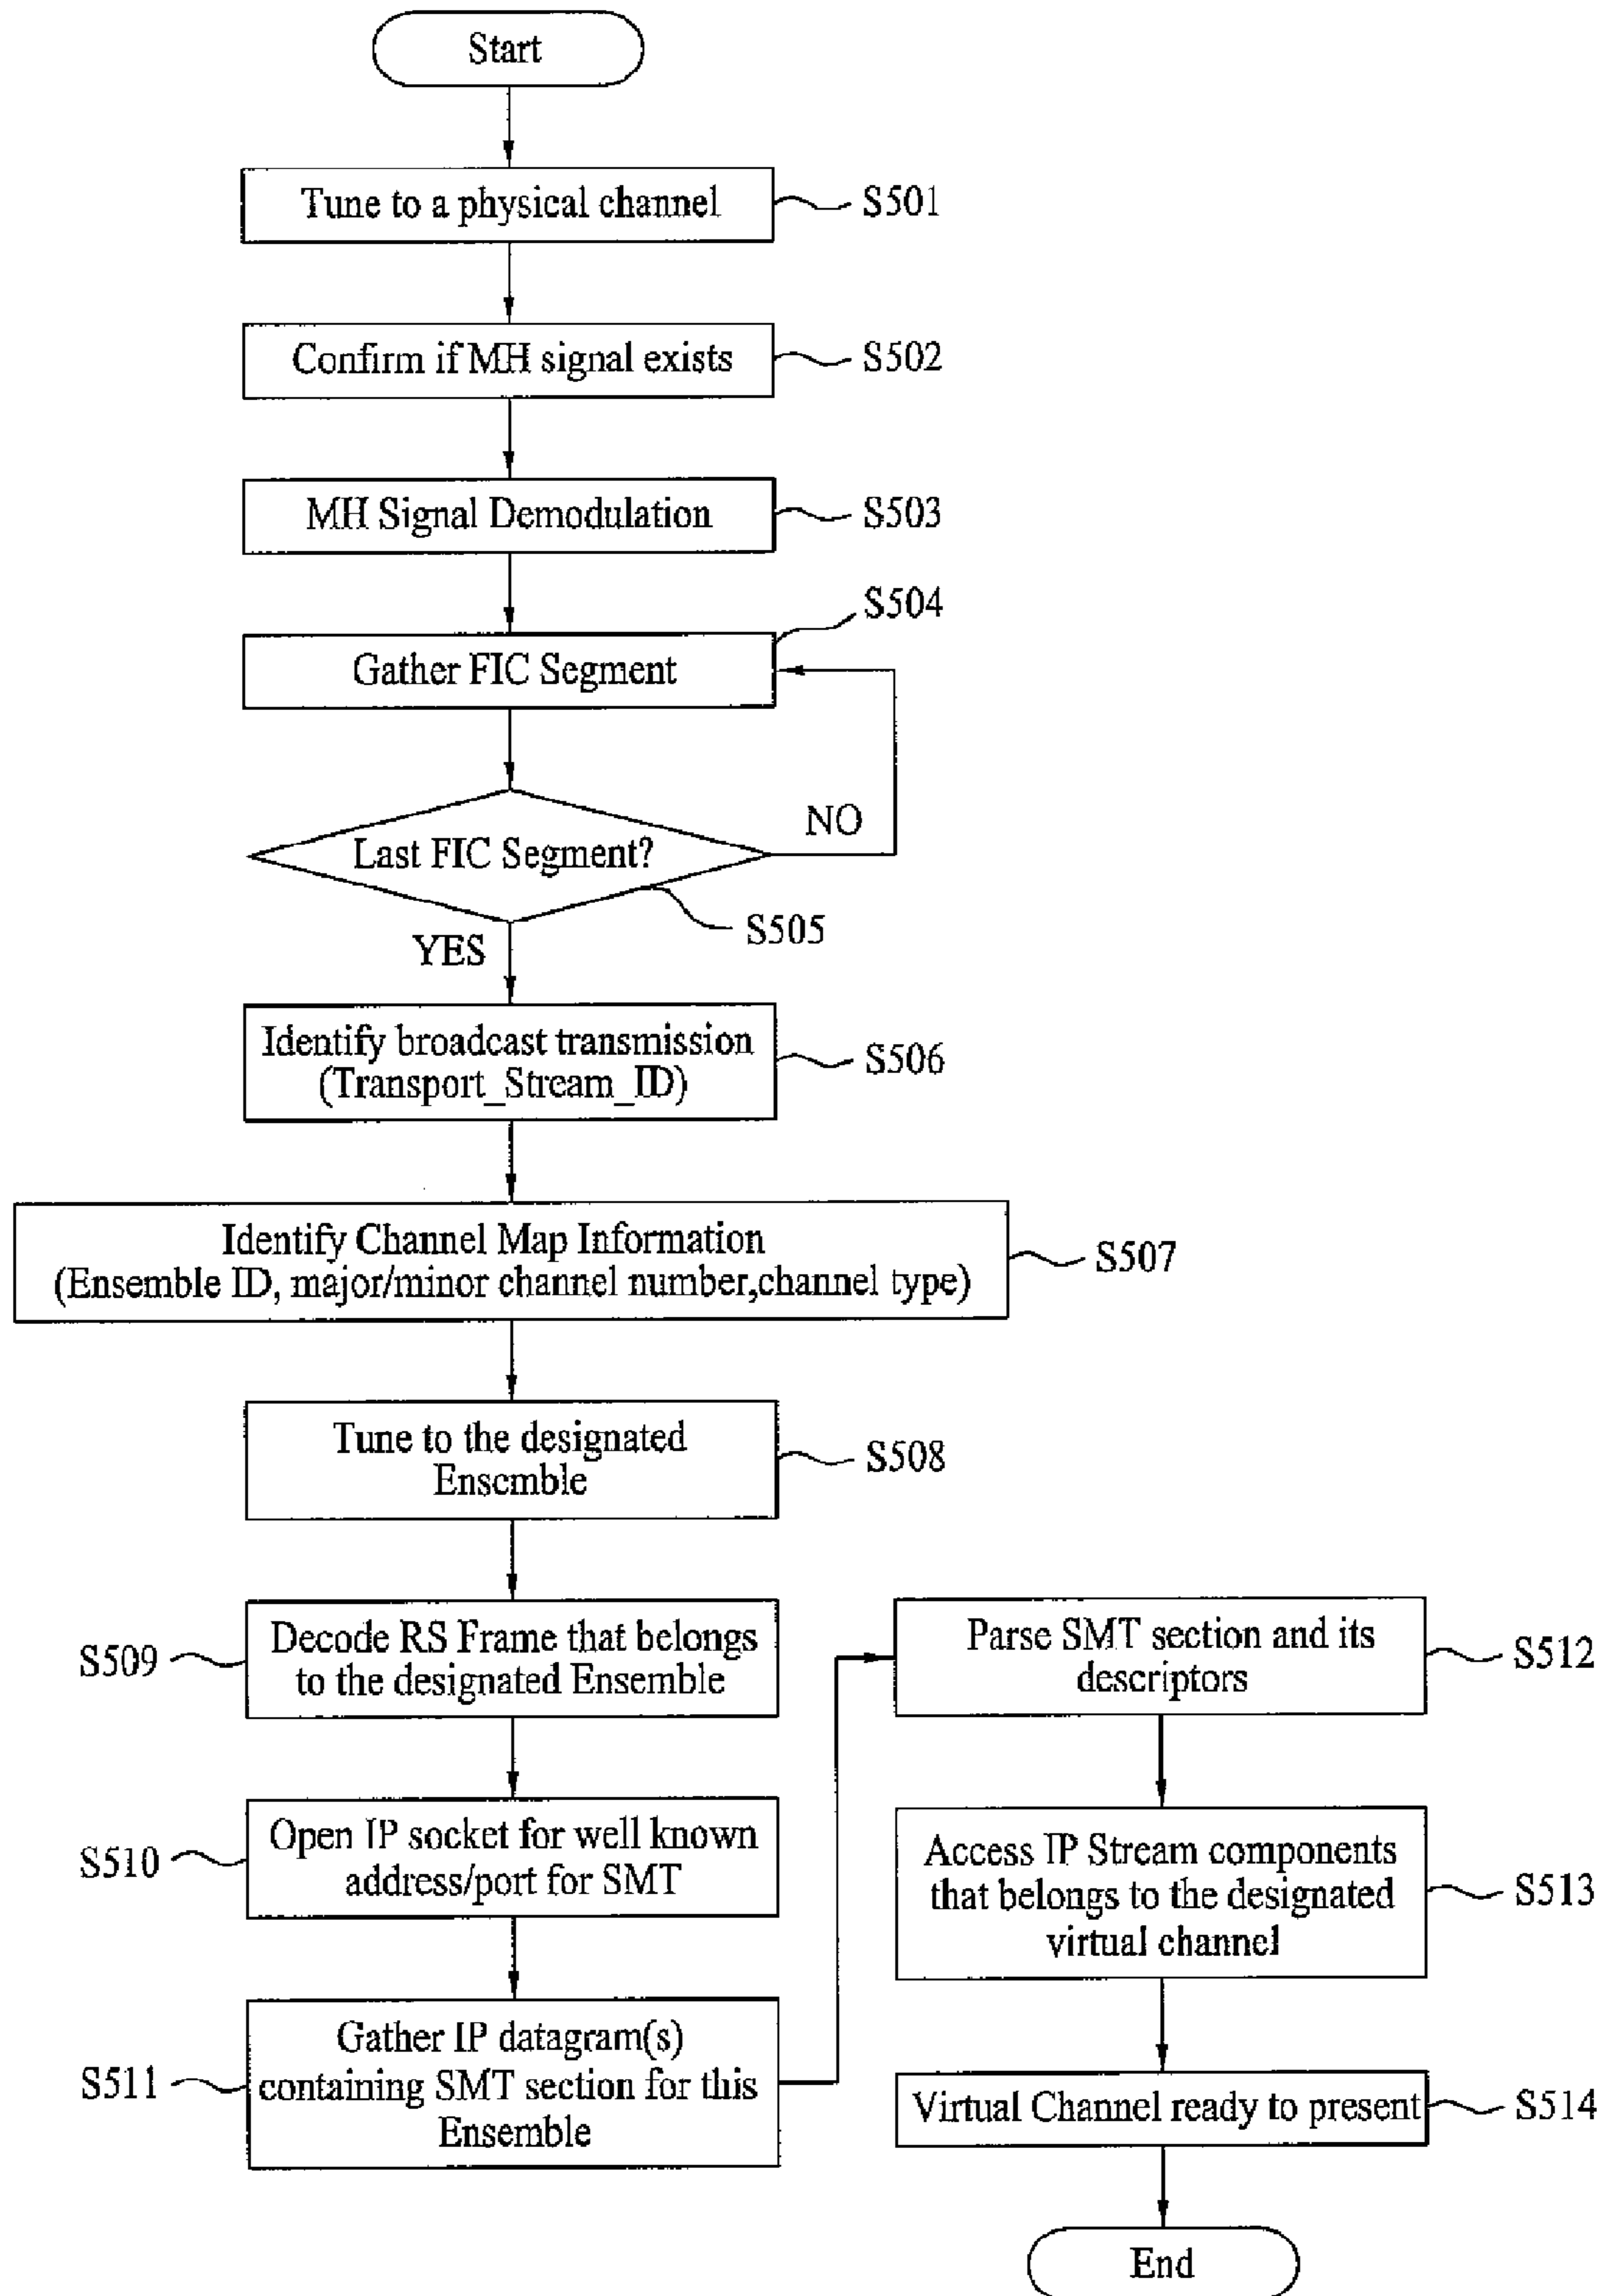 Start
Tune to a physical channel
S501
Confirm if MH signal exists
S502
MH Signal Demodulation
S503
S504
Gather FIC Segment
NO
Last FIC Segment?
S505
YES
Identify broadcast transmission
(Transport_Stream_ID)
S506
Identify Channel Map Information
(Ensemble ID, major/minor channel number,channel type)
S507
Tune to the designated
Ensemble
S508
Decode RS Frame that belongs
to the designated Ensemble
S509
Open IP socket for well known
address/port for SMT
S510
Gather IP datagram(s)
containing SMT section for this
Ensemble
S511
Parse SMT section and its
descriptors
S512
Access IP Stream components
that belongs to the designated
virtual channel
S513
Virtual Channel ready to present
S514
End